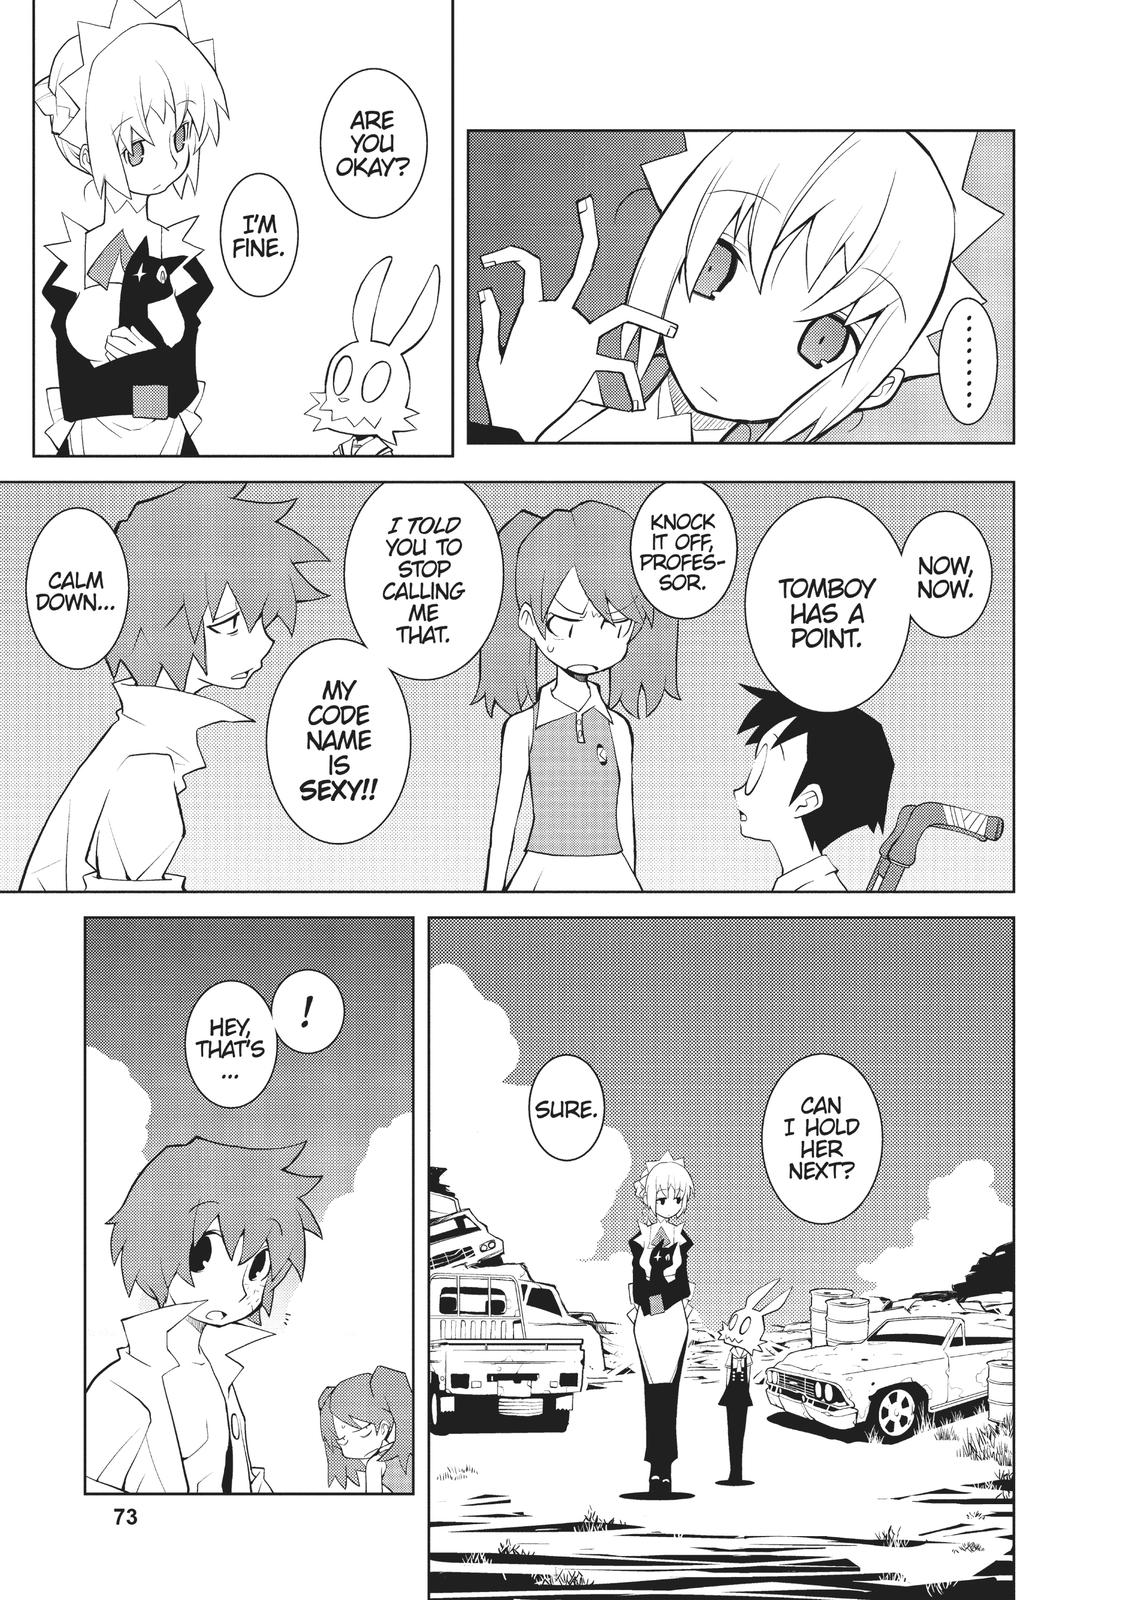 .........
ARE
YOU
OKAY?
I'M
FINE.
NOW,
NOW.
TOMBOY
HAS A
POINT.
KNOCK
IT OFF,
PROFES-
SOR.
I TOLD
YOU TO
STOP
CALLING
ME
THAT.
MY
CODE
NAME
IS
SEXY!!
CALM
DOWN...
CAN
I HOLD
HER
NEXT?
SURE.
!
HEY,
THAT'S
...
73